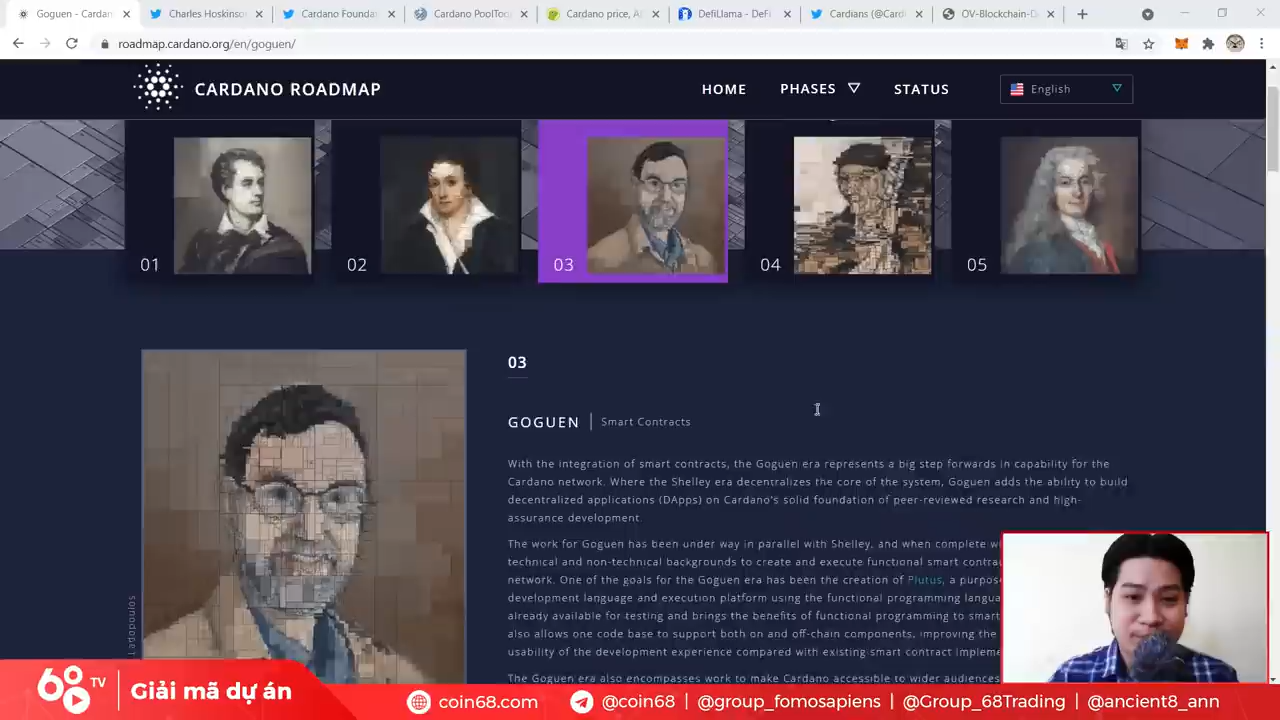 Goguen - Cardan
Charles Hoskinso
Cardano Founda
Cardano PoolToo
Cardano price, A
DefiLlama - DeFi
Cardians (@Card
OV-Blockchain-D
roadmap.cardano.org/en/goguen/
CARDANO ROADMAP
HOME
PHASES
STATUS
English
01
02
03
04
05
03
GOGUEN | Smart Contracts
With the integration of smart contracts, the Goguen era represents a big step forwards in capability for the
Cardano network. Where the Shelley era decentralizes the core of the system, Goguen adds the ability to build
decentralized applications (DApps) on Cardano's solid foundation of peer-reviewed research and high-
assurance development.
The work for Goguen has been under way in parallel with Shelley, and when complete w
technical and non-technical backgrounds to create and execute functional smart contra
network. One of the goals for the Goguen era has been the creation of Plutus, a purpos
development language and execution platform using the functional programming langua
already available for testing and brings the benefits of functional programming to smart
also allows one code base to support both on and off-chain components, improving the
usability of the development experience compared with existing smart contract impleme
The Goguen era also encompasses work to make Cardano accessible to wider audiences
68 TV
Giải mã dự án
coin68.com
@coin68 | @group_fomosapiens | @Group_68Trading | @ancient8_ann